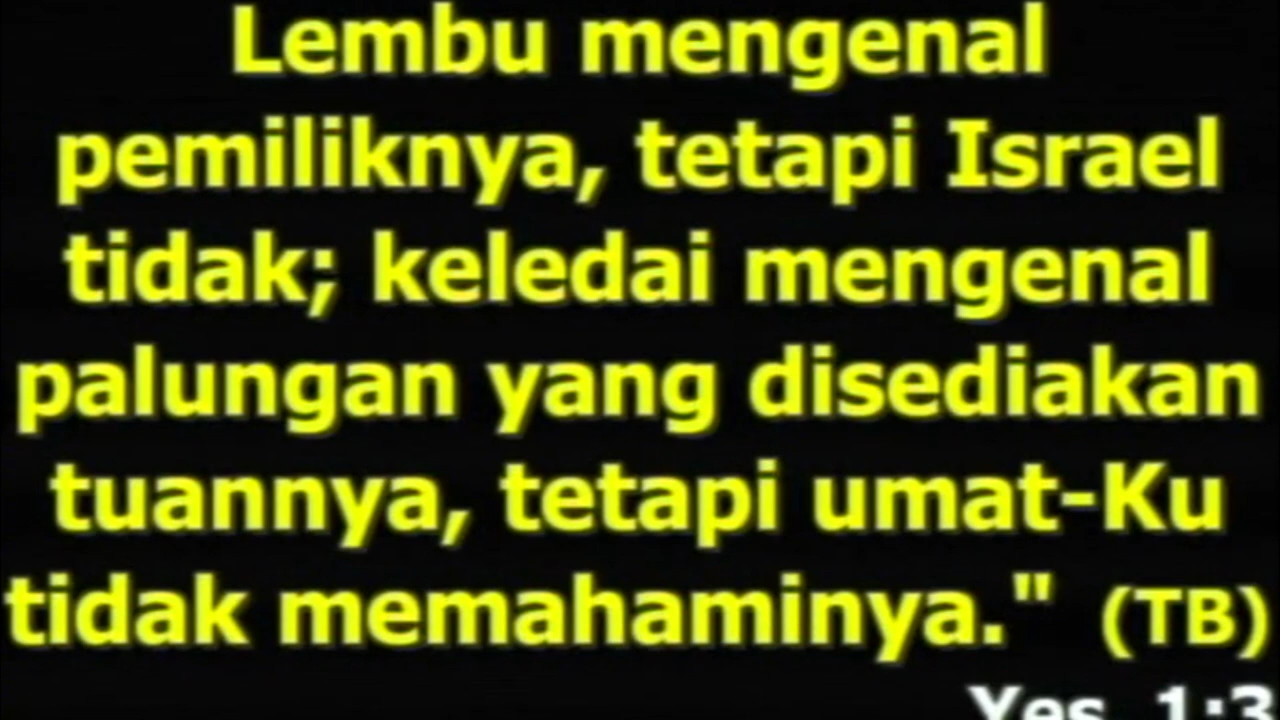 Lembu mengenal
pemiliknya, tetapi Israel
tidak; keledai mengenal
palungan yang disediakan
tuannya, tetapi umat-Ku
tidak memahaminya." (TB)
Yes. 1:3